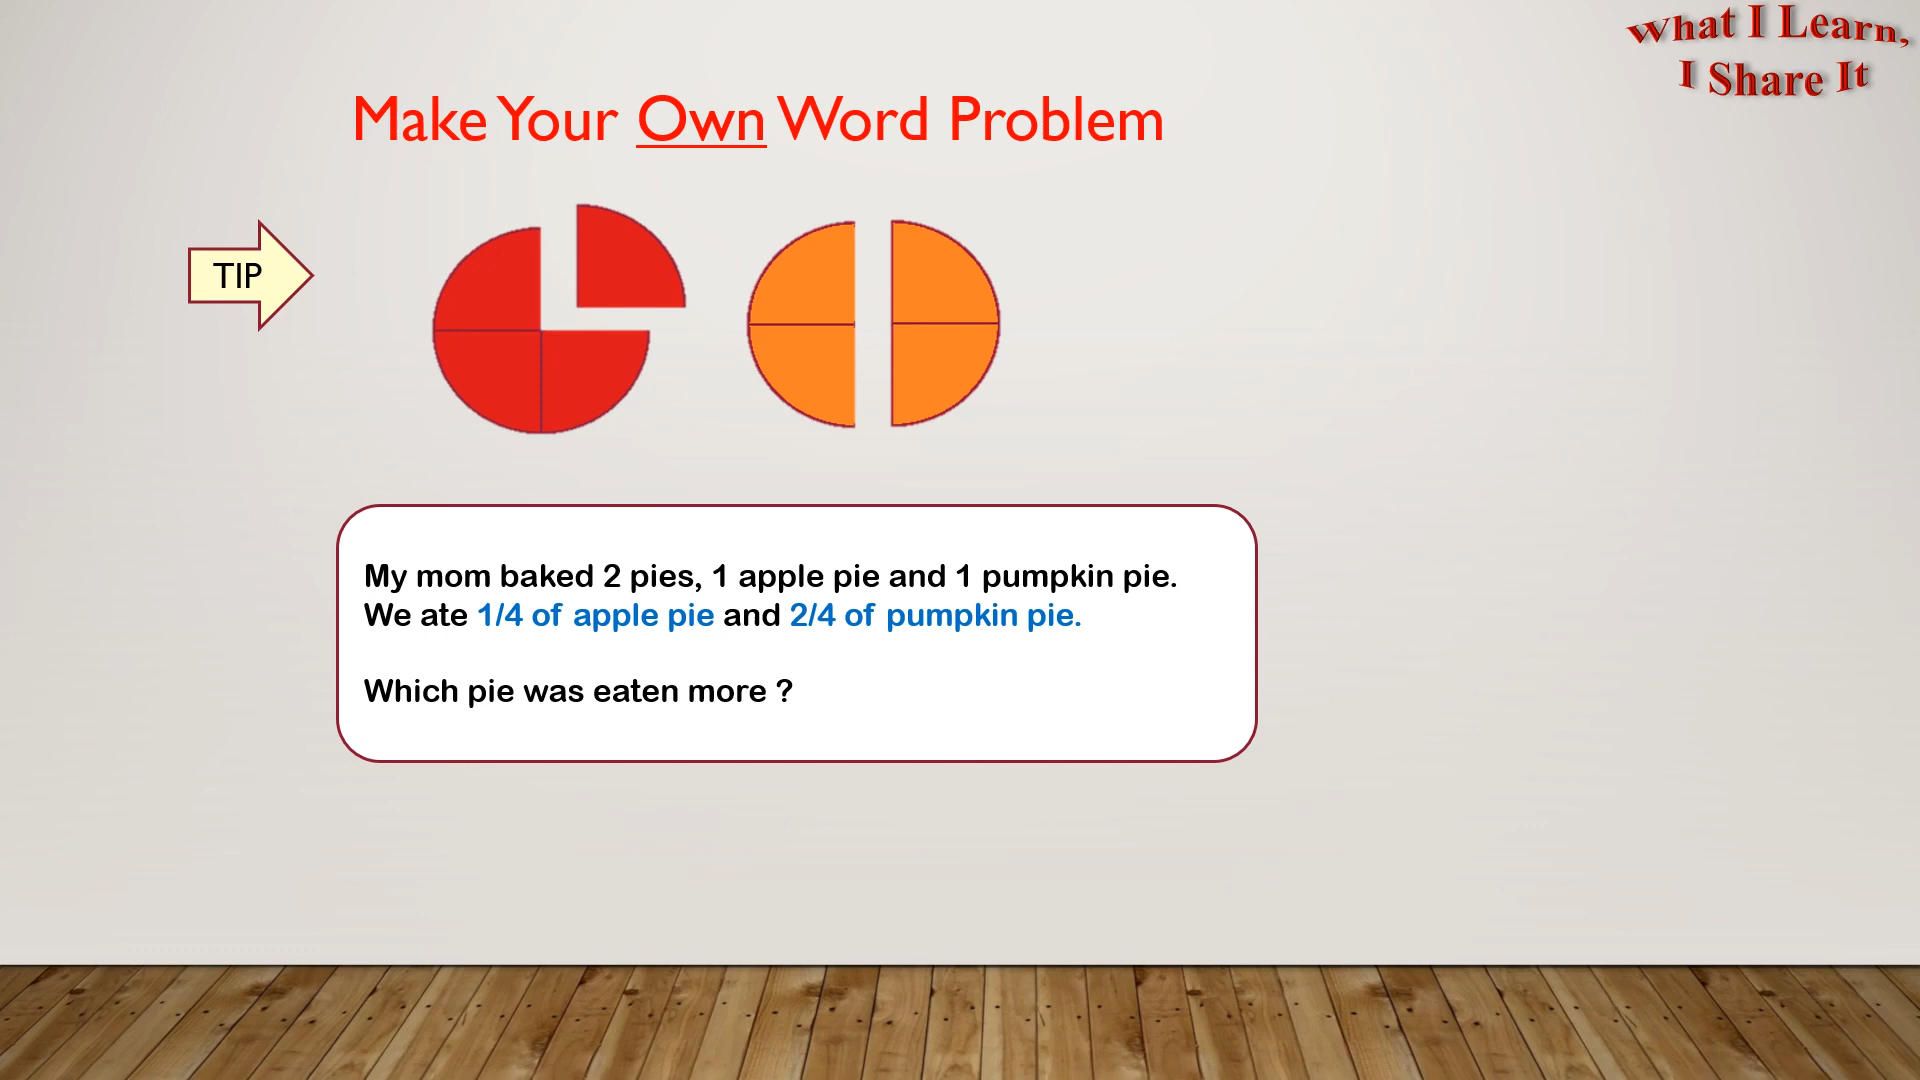 What I Learn,
I Share It
Make Your Own Word Problem
TIP
My mom baked 2 pies, 1 apple pie and 1 pumpkin pie.
We ate 1/4 of apple pie and 2/4 of pumpkin pie.
Which pie was eaten more ?